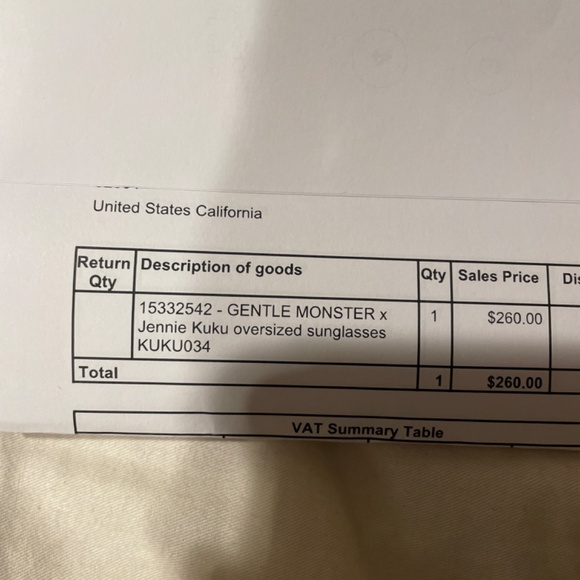 United States California
Return Qty Description of goods Qty Sales Price
15332542 - GENTLE MONSTER x
Jennie Kuku oversized sunglasses
KUKU034
1 $260.00
Total 1 $260.00
VAT Summary Table